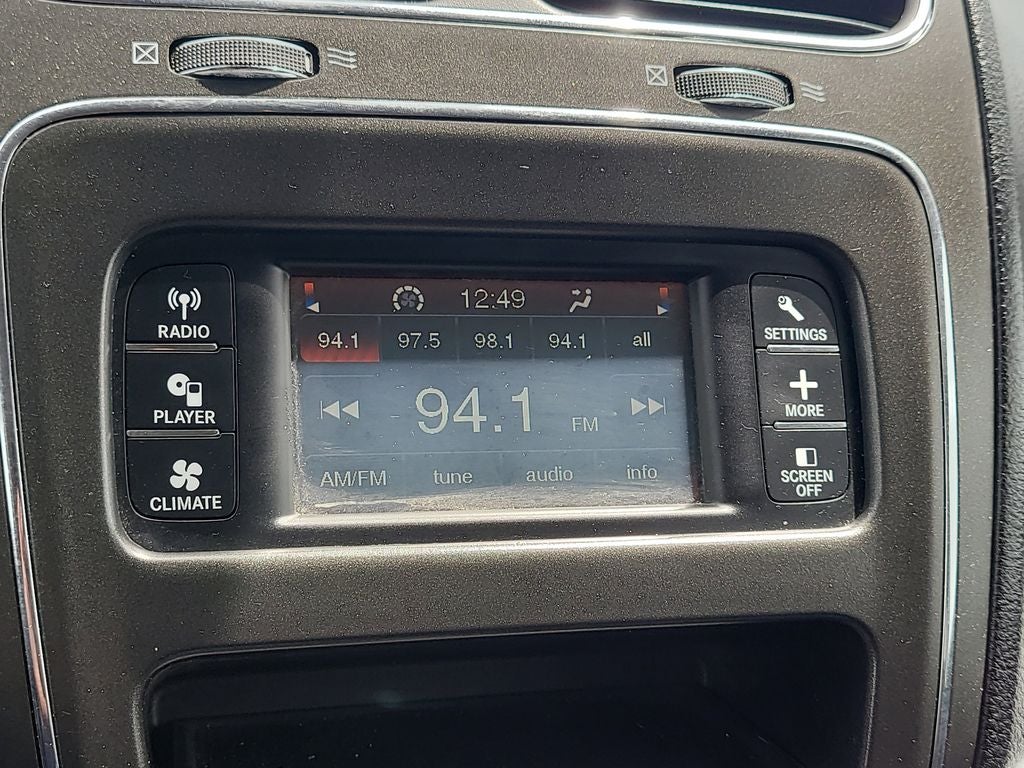 RADIO
PLAYER
CLIMATE
12:49
94.1 97.5 98.1 94.1 all
94.1 FM
AM/FM tune audio info
SETTINGS
MORE
SCREEN
OFF